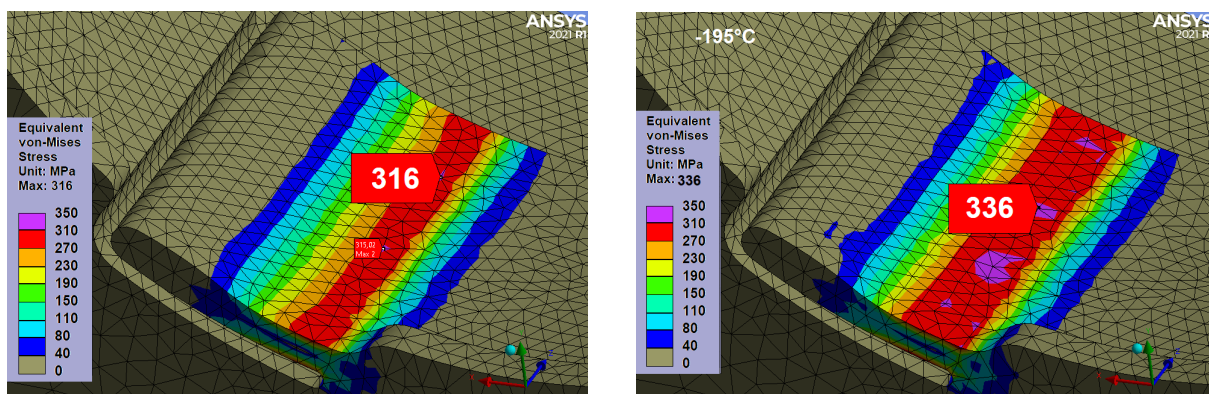 ANSYS
2021 R1
Equivalent
von-Mises
Stress
Unit: MPa
Max: 316
350
310
270
230
190
150
110
80
40
0
316
315,02
Max 2
-195°C
ANSYS
2021 R
Equivalent
von-Mises
Stress
Unit: MPa
Max: 336
350
310
270
230
190
150
110
80
40
0
336